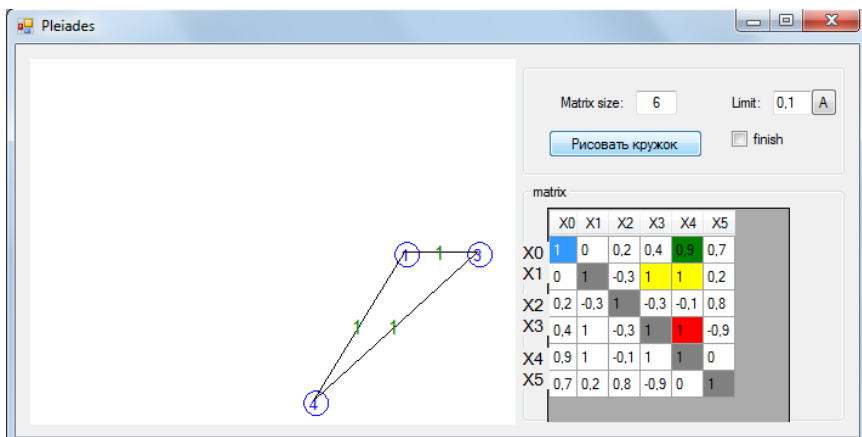 Pleiades
Matrix size: 6 Limit: 0,1 A
Рисовать кружок finish
matrix
X0 X1 X2 X3 X4 X5
X0 1 0 0,2 0,4 0,9 0,7
X1 0 1 -0,3 1 1 0,2
X2 0,2 -0,3 1 -0,3 -0,1 0,8
X3 0,4 1 -0,3 1 1 -0,9
X4 0,9 1 -0,1 1 1 0
X5 0,7 0,2 0,8 -0,9 0 1
1 1 3
1 1
4